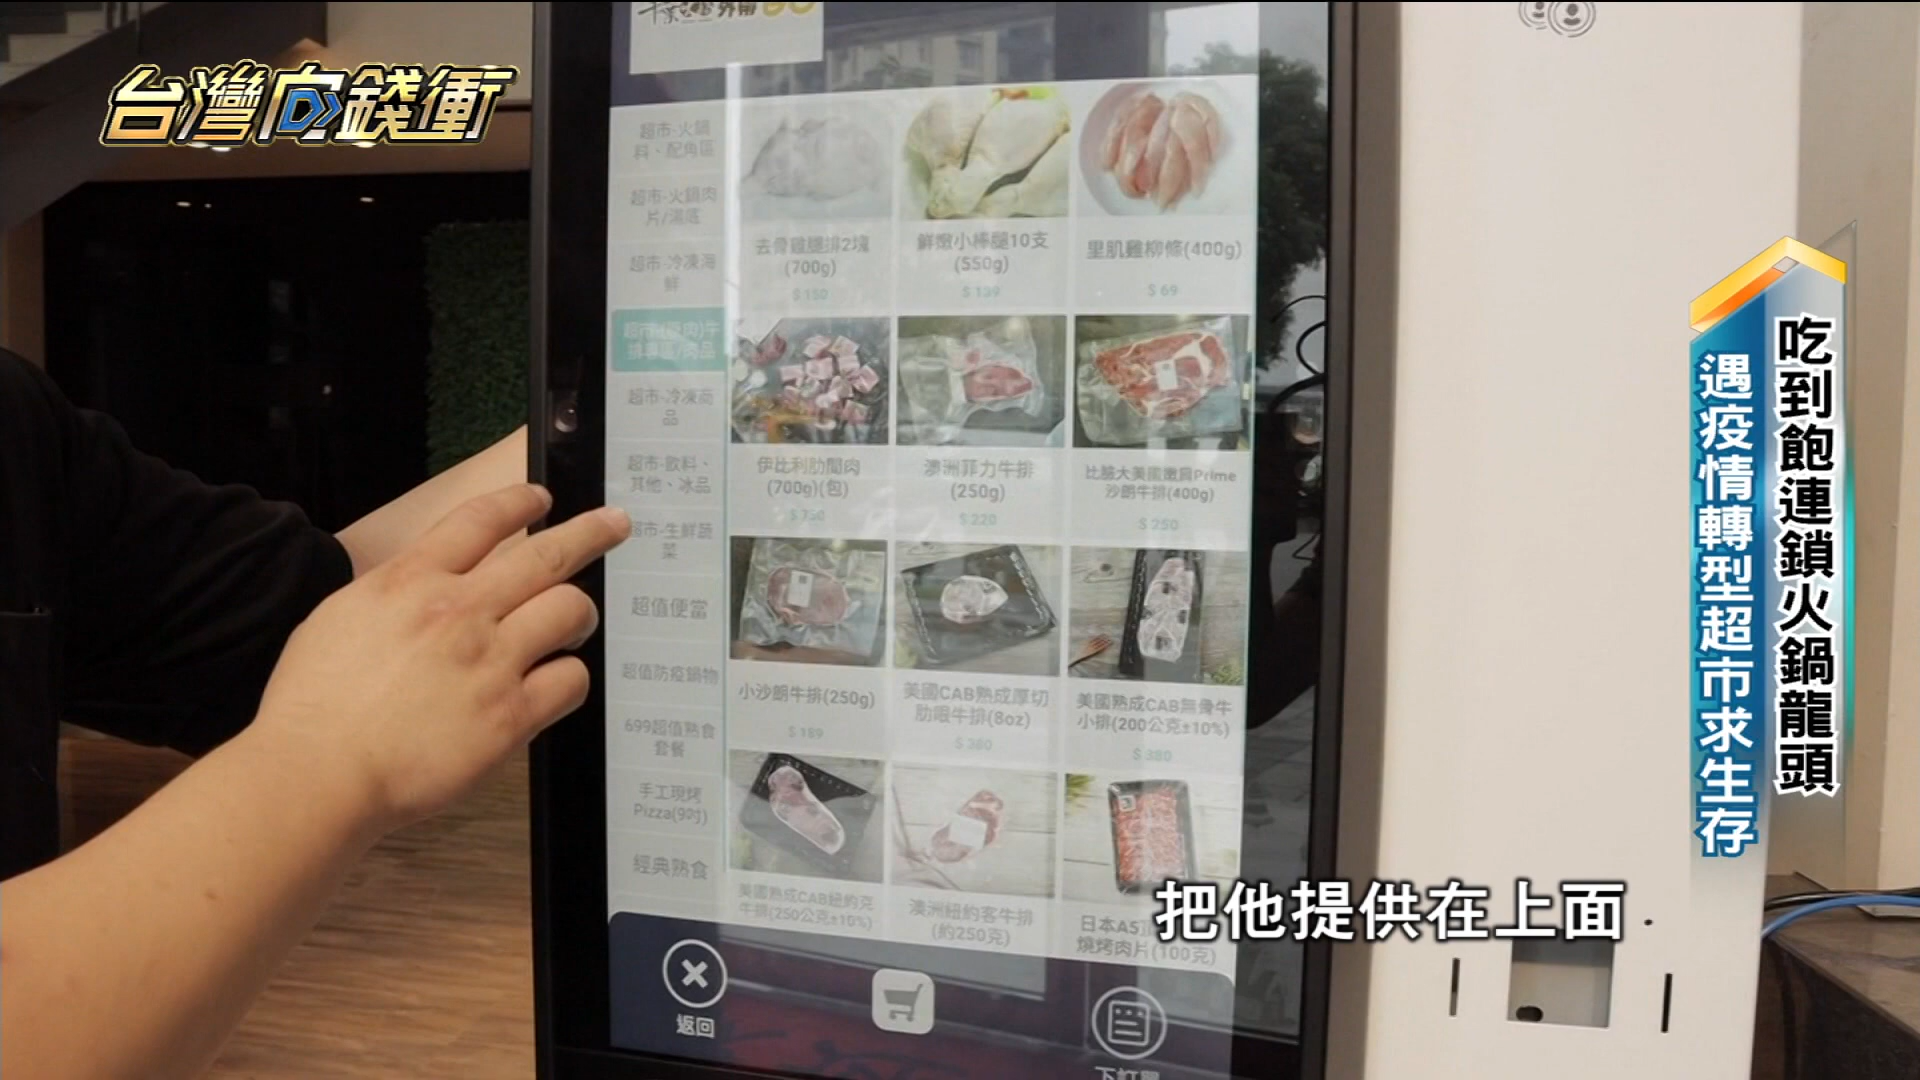 台灣向錢衝
超市-火鍋
料、配角區
超市-火鍋肉
片/湯底
超市-冷凍海
鮮
超市-冷凍商
品
超市-飲料、
其他、冰品
超市-生鮮蔬
菜
超值便當
超值防疫鍋物
699超值熟食
套餐
手工現烤
Pizza(9吋)
經典熟食
去骨雞腿排2塊
(700g)
$150
鮮嫩小棒腿10支
(550g)
$139
里肌雞柳條(400g)
$69
伊比利肋間肉
(700g)(包)
$750
澳洲菲力牛排
(250g)
$220
比臉大美國嫩肩Prime
沙朗牛排(400g)
$250
小沙朗牛排(250g)
$189
美國CAB熟成厚切
肋眼牛排(8oz)
$380
美國熟成CAB無骨牛
小排(200公克±10%)
$380
美國熟成CAB紐約克
牛排(250公克±10%)
澳洲紐約客牛排
(約250克)
日本A5
燒烤肉片(100克)
返回
下訂單
吃到飽連鎖火鍋龍頭
遇疫情轉型超市求生存
把他提供在上面